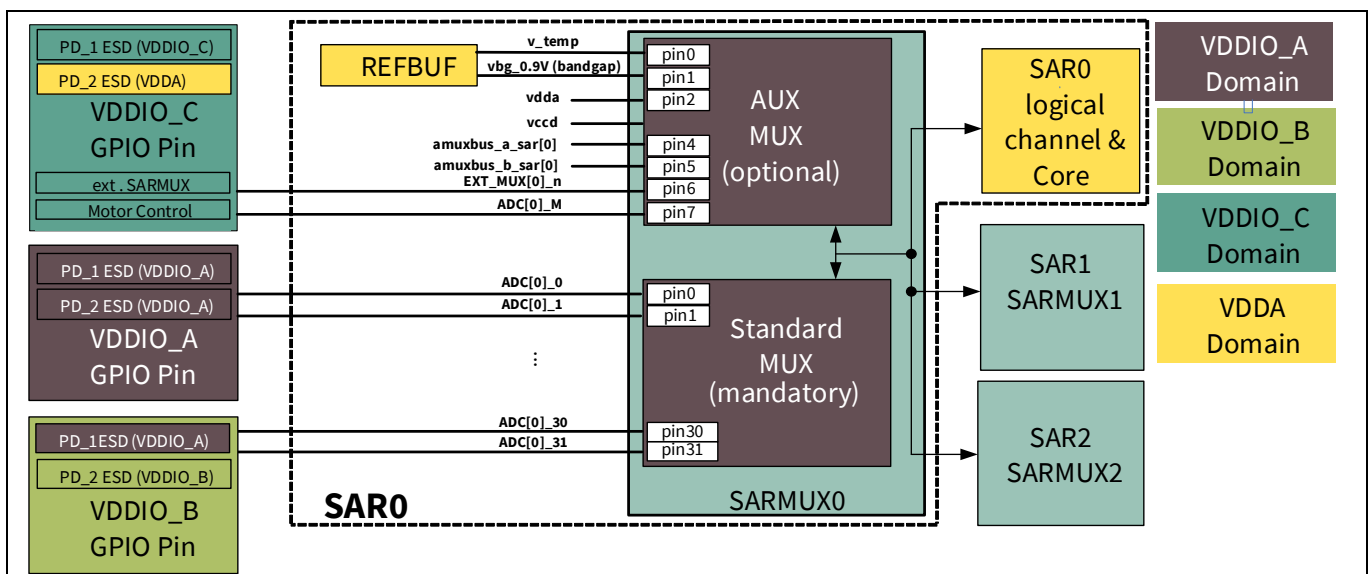 PD_1 ESD (VDDIO_C)
PD_2 ESD (VDDA)
VDDIO_C
GPIO Pin
ext . SARMUX
Motor Control
PD_1 ESD (VDDIO_A)
PD_2 ESD (VDDIO_A)
VDDIO_A
GPIO Pin
PD_1ESD (VDDIO_A)
PD_2 ESD (VDDIO_B)
VDDIO_B
GPIO Pin
REFBUF
v_temp
vbg_0.9V (bandgap)
vdda
vccd
amuxbus_a_sar[0]
amuxbus_b_sar[0]
EXT_MUX[0]_n
ADC[0]_M
ADC[0]_0
ADC[0]_1
...
ADC[0]_30
ADC[0]_31
SAR0
pin0
pin1
pin2
pin4
pin5
pin6
pin7
AUX
MUX
(optional)
pin0
pin1
pin30
pin31
Standard
MUX
(mandatory)
SARMUX0
SAR0
logical
channel &
Core
SAR1
SARMUX1
SAR2
SARMUX2
VDDIO_A
Domain
VDDIO_B
Domain
VDDIO_C
Domain
VDDA
Domain